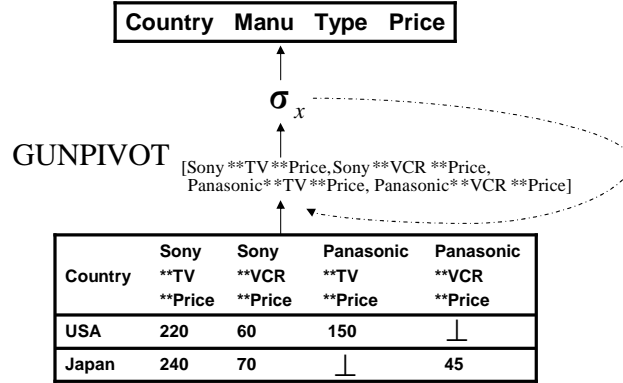 Country Manu Type Price
σ x
GUNPIVOT [Sony**TV**Price,Sony**VCR**Price,
Panasonic**TV**Price, Panasonic**VCR**Price]
Country Sony **TV **Price Sony **VCR **Price Panasonic **TV **Price Panasonic **VCR **Price
USA 220 60 150 ⊥
Japan 240 70 ⊥ 45